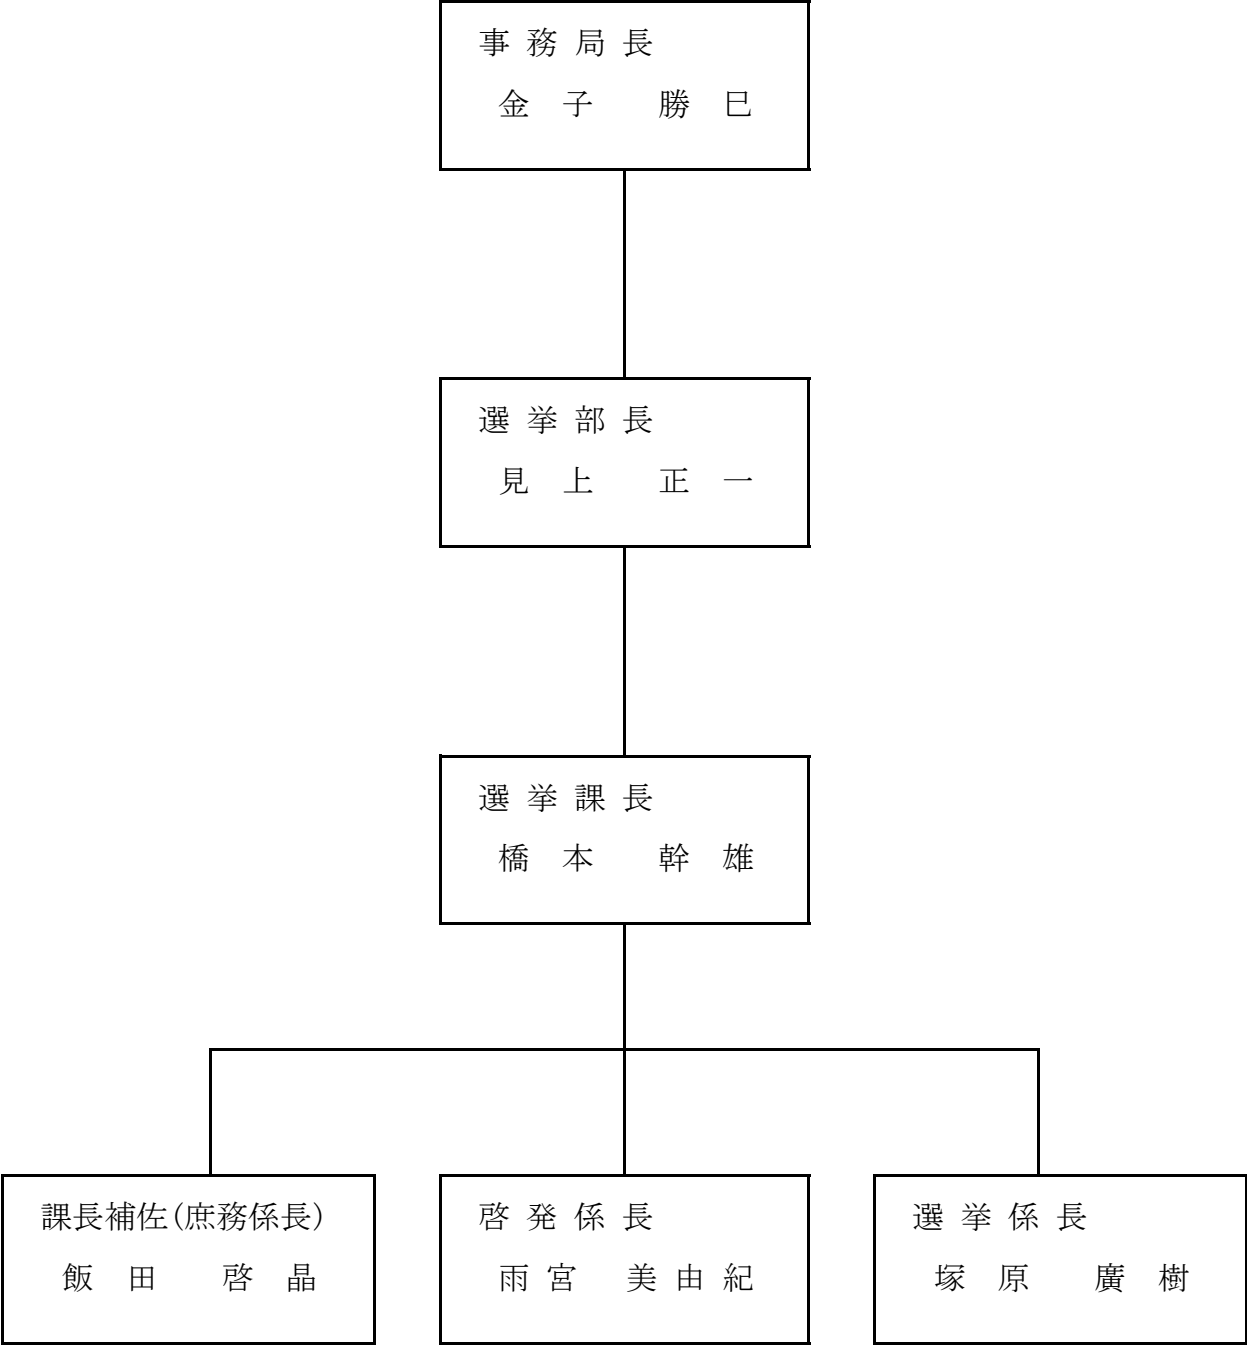 事務局長
金子 勝巳
選挙部長
見上 正一
選挙課長
橋本 幹雄
課長補佐(庶務係長)
飯田 啓晶
啓発係長
雨宮 美由紀
選挙係長
塚原 廣樹